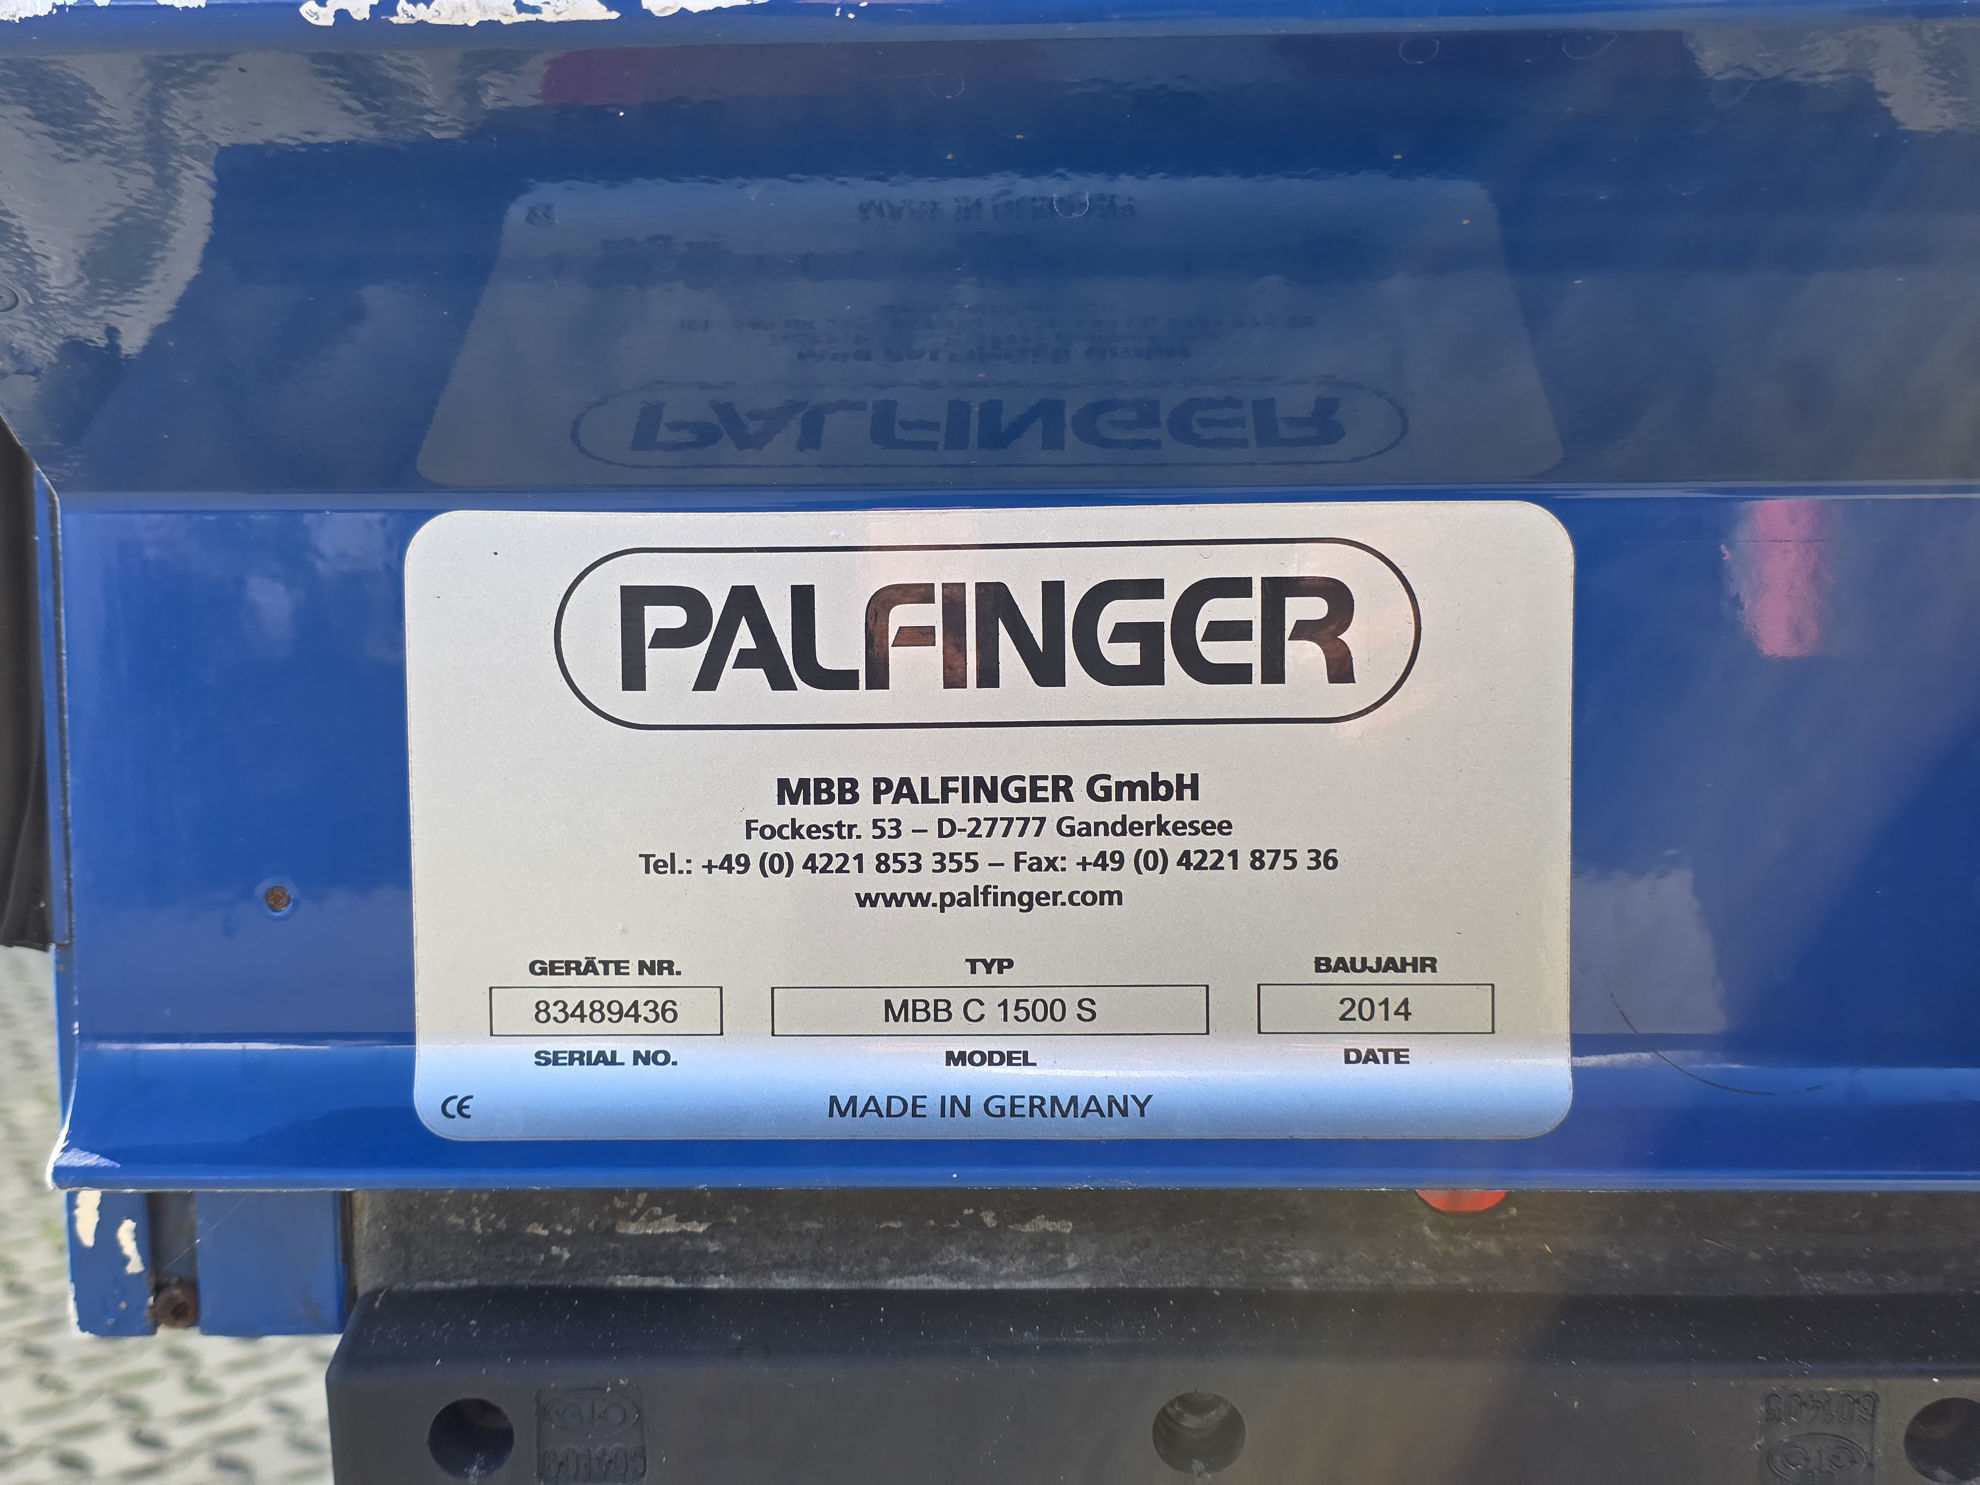 PALFINGER
MBB PALFINGER GmbH
Fockestr. 53 – D-27777 Ganderkesee
Tel.: +49 (0) 4221 853 355 – Fax: +49 (0) 4221 875 36
www.palfinger.com
GERÄTE NR. TYP BAUJAHR
83489436 MBB C 1500 S 2014
SERIAL NO. MODEL DATE
CE MADE IN GERMANY